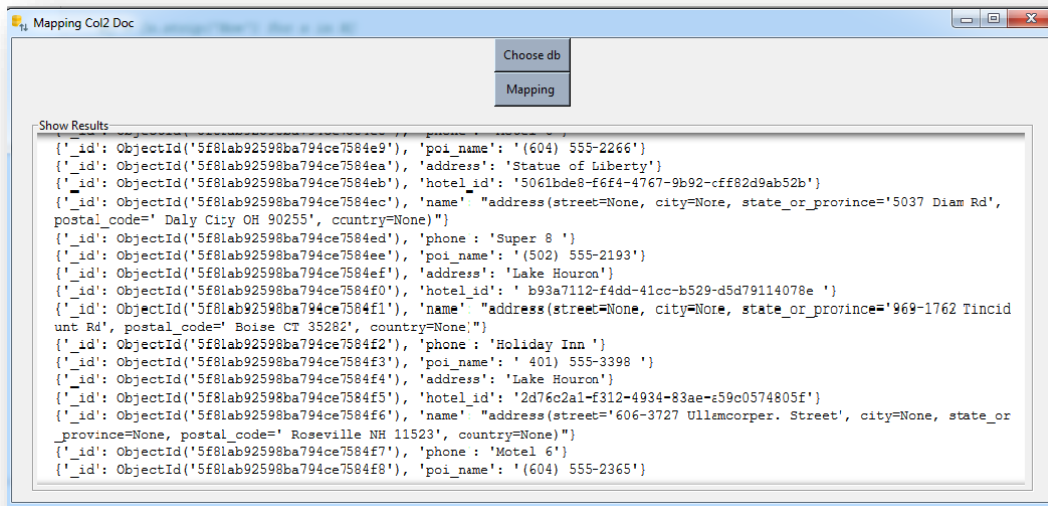 Mapping Col2 Doc
Choose db
Mapping
Show Results
{'_id': ObjectId('5f81ab92598ba794ce7584e9'), 'poi_name': '(604) 555-2266'}
{'_id': ObjectId('5f81ab92598ba794ce7584ea'), 'address': 'Statue of Liberty'}
{'_id': ObjectId('5f81ab92598ba794ce7584eb'), 'hotel_id': '5061bde8-f6f4-4767-9b92-cff82d9ab52b'}
{'_id': ObjectId('5f81ab92598ba794ce7584ec'), 'name' "address(street=None, city=None, state_or_province='5037 Diam Rd',
postal_code=' Daly City OH 90255', country=None)"}
{'_id': ObjectId('5f81ab92598ba794ce7584ed'), 'phone : 'Super 8 '}
{'_id': ObjectId('5f81ab92598ba794ce7584ee'), 'poi_name': '(502) 555-2193'}
{'_id': ObjectId('5f81ab92598ba794ce7584ef'), 'address': 'Lake Houron'}
{'_id': ObjectId('5f81ab92598ba794ce7584f0'), 'hotel_id': ' b93a7112-f4dd-41cc-b529-d5d79114078e '}
{'_id': ObjectId('5f81ab92598ba794ce7584f1'), 'name' "address(street=None, city=None, state_or_province='969-1762 Tincid
unt Rd', postal_code=' Boise CT 35282', country=None)"}
{'_id': ObjectId('5f81ab92598ba794ce7584f2'), 'phone : 'Holiday Inn '}
{'_id': ObjectId('5f81ab92598ba794ce7584f3'), 'poi_name': ' 401) 555-3398 '}
{'_id': ObjectId('5f81ab92598ba794ce7584f4'), 'address': 'Lake Houron'}
{'_id': ObjectId('5f81ab92598ba794ce7584f5'), 'hotel_id': '2d76c2a1-f312-4934-83ae-a59c0574805f'}
{'_id': ObjectId('5f81ab92598ba794ce7584f6'), 'name' "address(street='606-3727 Ullamcorper. Street', city=None, state_or
_province=None, postal_code=' Roseville NH 11523', country=None)"}
{'_id': ObjectId('5f81ab92598ba794ce7584f7'), 'phone : 'Motel 6'}
{'_id': ObjectId('5f81ab92598ba794ce7584f8'), 'poi_name': '(604) 555-2365'}